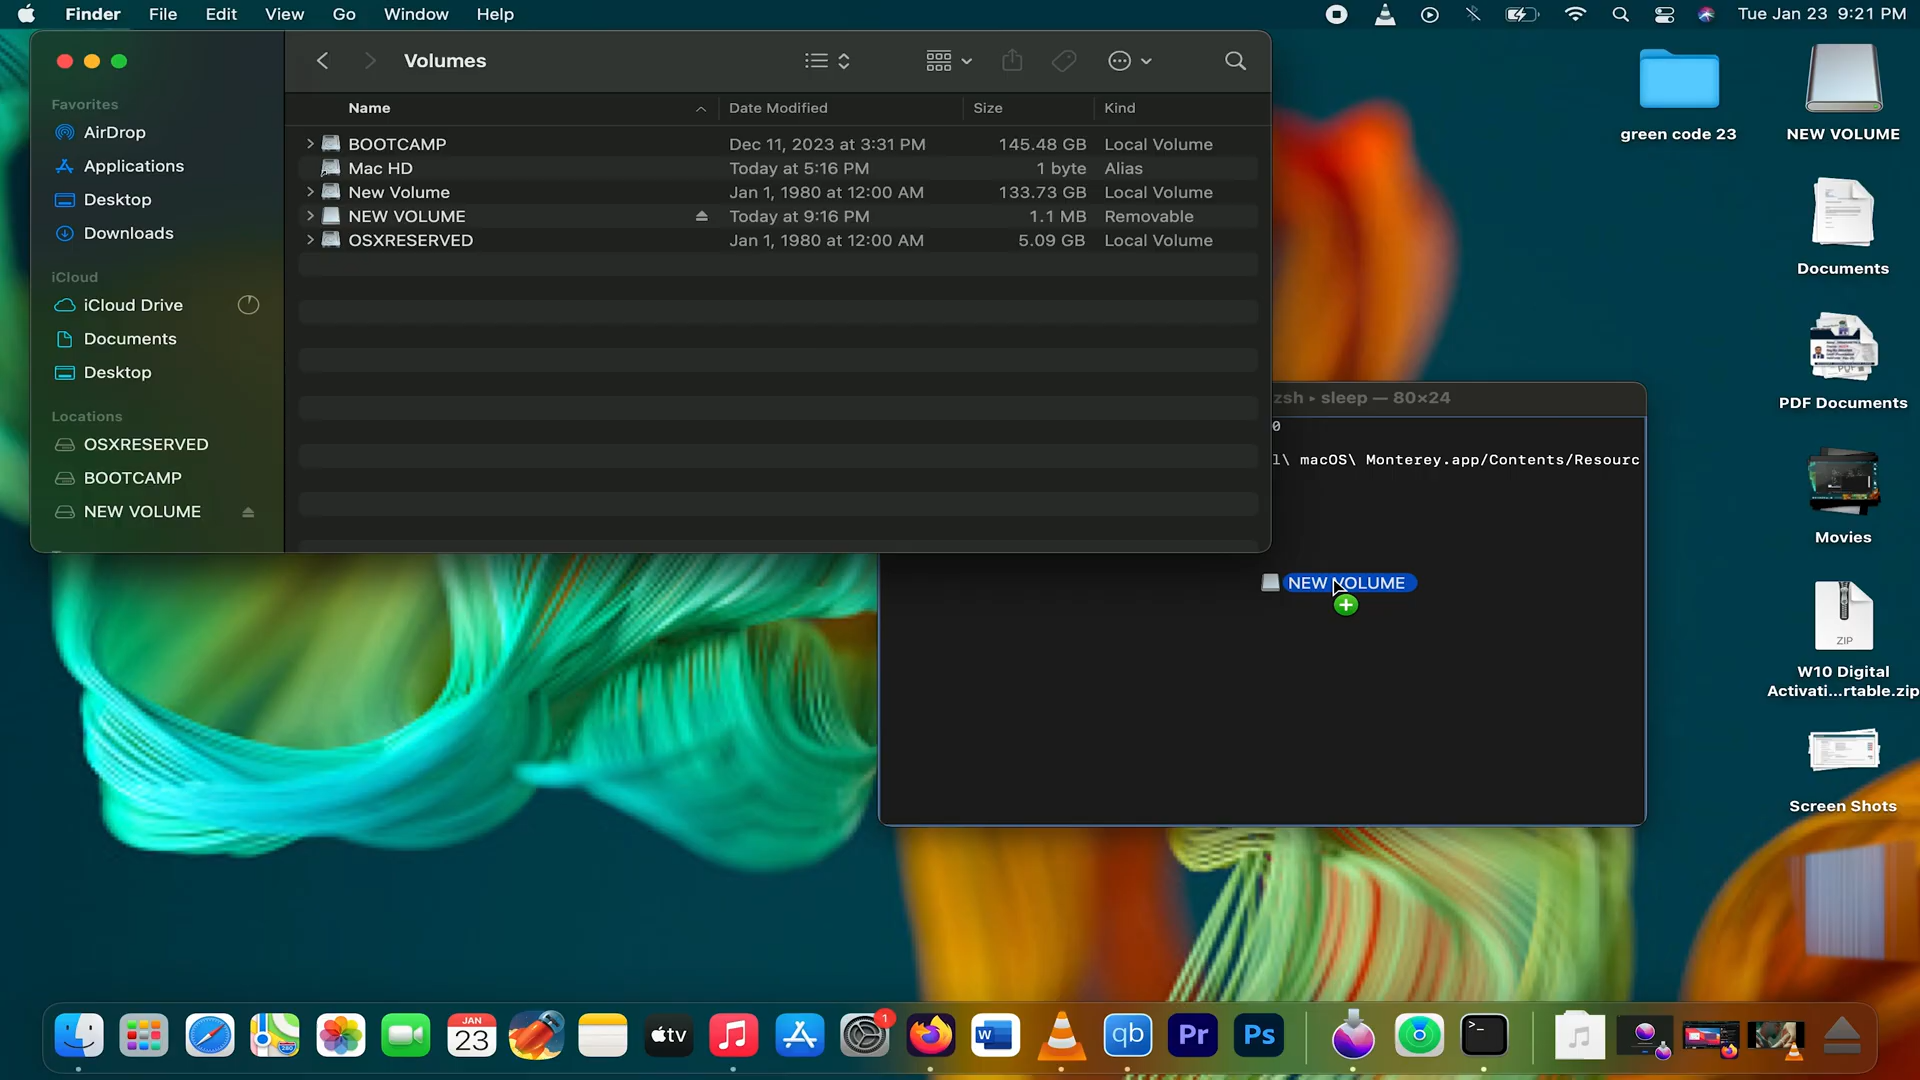 Finder File Edit View Go Window Help
Tue Jan 23 9:21 PM
Volumes
Favorites
AirDrop
Applications
Desktop
Downloads
iCloud
iCloud Drive
Documents
Desktop
Locations
OSXRESERVED
BOOTCAMP
NEW VOLUME
Name Date Modified Size Kind
BOOTCAMP Dec 11, 2023 at 3:31 PM 145.48 GB Local Volume
Mac HD Today at 5:16 PM 1 byte Alias
New Volume Jan 1, 1980 at 12:00 AM 133.73 GB Local Volume
NEW VOLUME Today at 9:16 PM 1.1 MB Removable
OSXRESERVED Jan 1, 1980 at 12:00 AM 5.09 GB Local Volume
zsh ▸ sleep — 80×24
0
l\ macOS\ Monterey.app/Contents/Resourc
NEW VOLUME
green code 23
NEW VOLUME
Documents
PDF
PDF Documents
Movies
ZIP
W10 Digital
Activati...rtable.zip
Screen Shots
JAN
23
tv
1
W
qb
Pr
Ps
>_